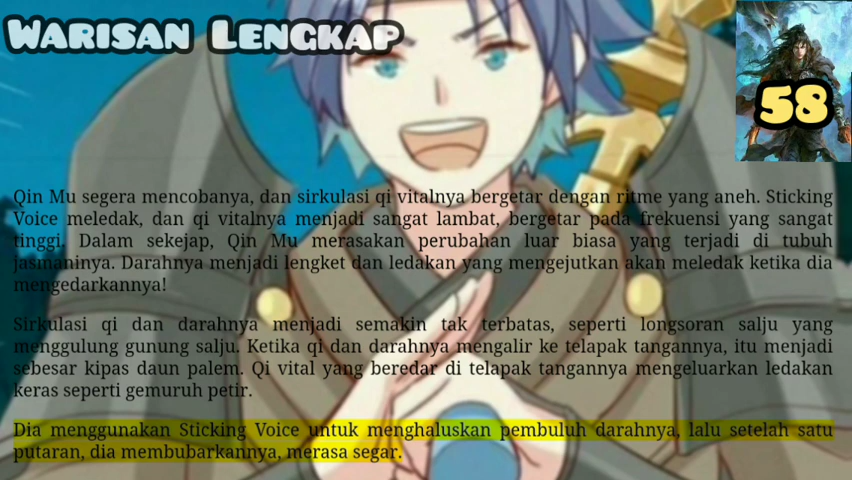 Warisan Lengkap
58
Qin Mu segera mencobanya, dan sirkulasi qi vitalnya bergetar dengan ritme yang aneh. Sticking
Voice meledak, dan qi vitalnya menjadi sangat lambat, bergetar pada frekuensi yang sangat
tinggi. Dalam sekejap, Qin Mu merasakan perubahan luar biasa yang terjadi di tubuh
jasmaninya. Darahnya menjadi lengket dan ledakan yang mengejutkan akan meledak ketika dia
mengedarkannya!
Sirkulasi qi dan darahnya menjadi semakin tak terbatas, seperti longsoran salju yang
menggulung gunung salju. Ketika qi dan darahnya mengalir ke telapak tangannya, itu menjadi
sebesar kipas daun palem. Qi vital yang beredar di telapak tangannya mengeluarkan ledakan
keras seperti gemuruh petir.
Dia menggunakan Sticking Voice untuk menghaluskan pembuluh darahnya, lalu setelah satu
putaran, dia membubarkannya, merasa segar.